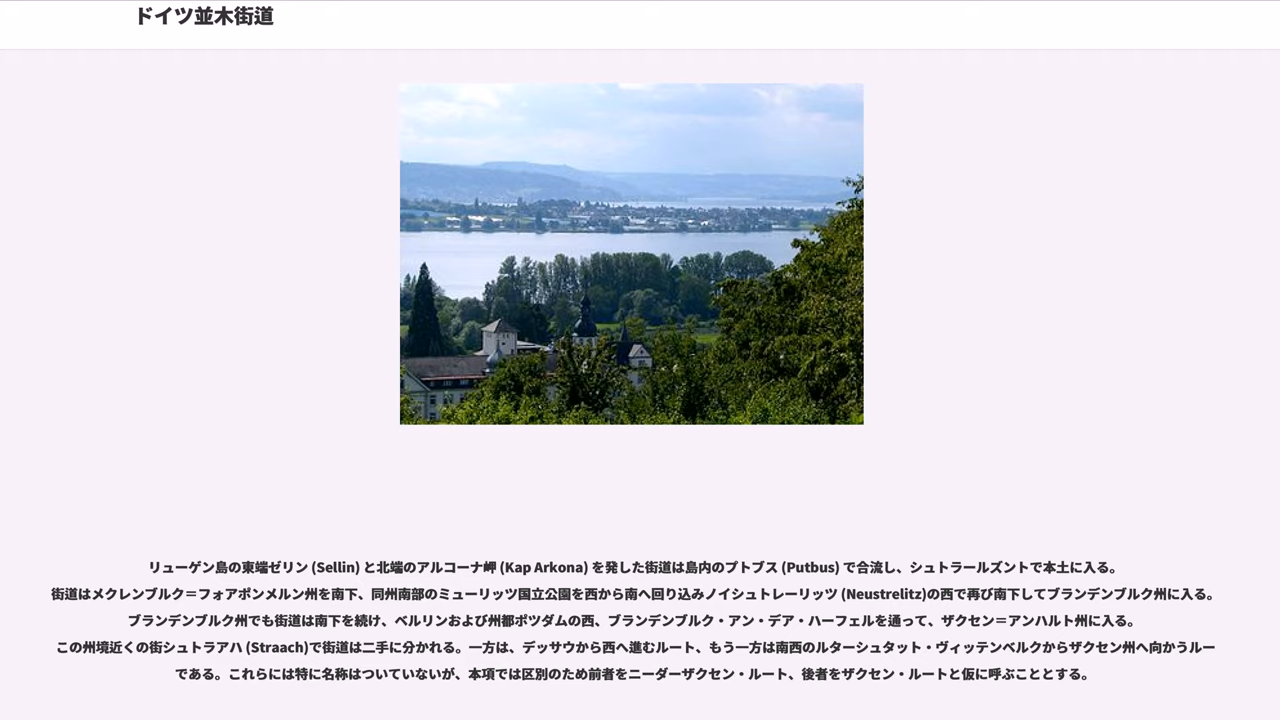 ドイツ並木街道
リューゲン島の東端ゼリン (Sellin) と北端のアルコーナ岬 (Kap Arkona) を発した街道は島内のプトブス (Putbus) で合流し、シュトラールズントで本土に入る。
街道はメクレンブルク＝フォアポンメルン州を南下、同州南部のミューリッツ国立公園を西から南へ回り込みノイシュトレーリッツ (Neustrelitz)の西で再び南下してブランデンブルク州に入る。
ブランデンブルク州でも街道は南下を続け、ベルリンおよび州都ポツダムの西、ブランデンブルク・アン・デア・ハーフェルを通って、ザクセン＝アンハルト州に入る。
この州境近くの街シュトラアハ (Straach)で街道は二手に分かれる。一方は、デッサウから西へ進むルート、もう一方は南西のルターシュタット・ヴィッテンベルクからザクセン州へ向かうルー
である。これらには特に名称はついていないが、本項では区別のため前者をニーダーザクセン・ルート、後者をザクセン・ルートと仮に呼ぶこととする。